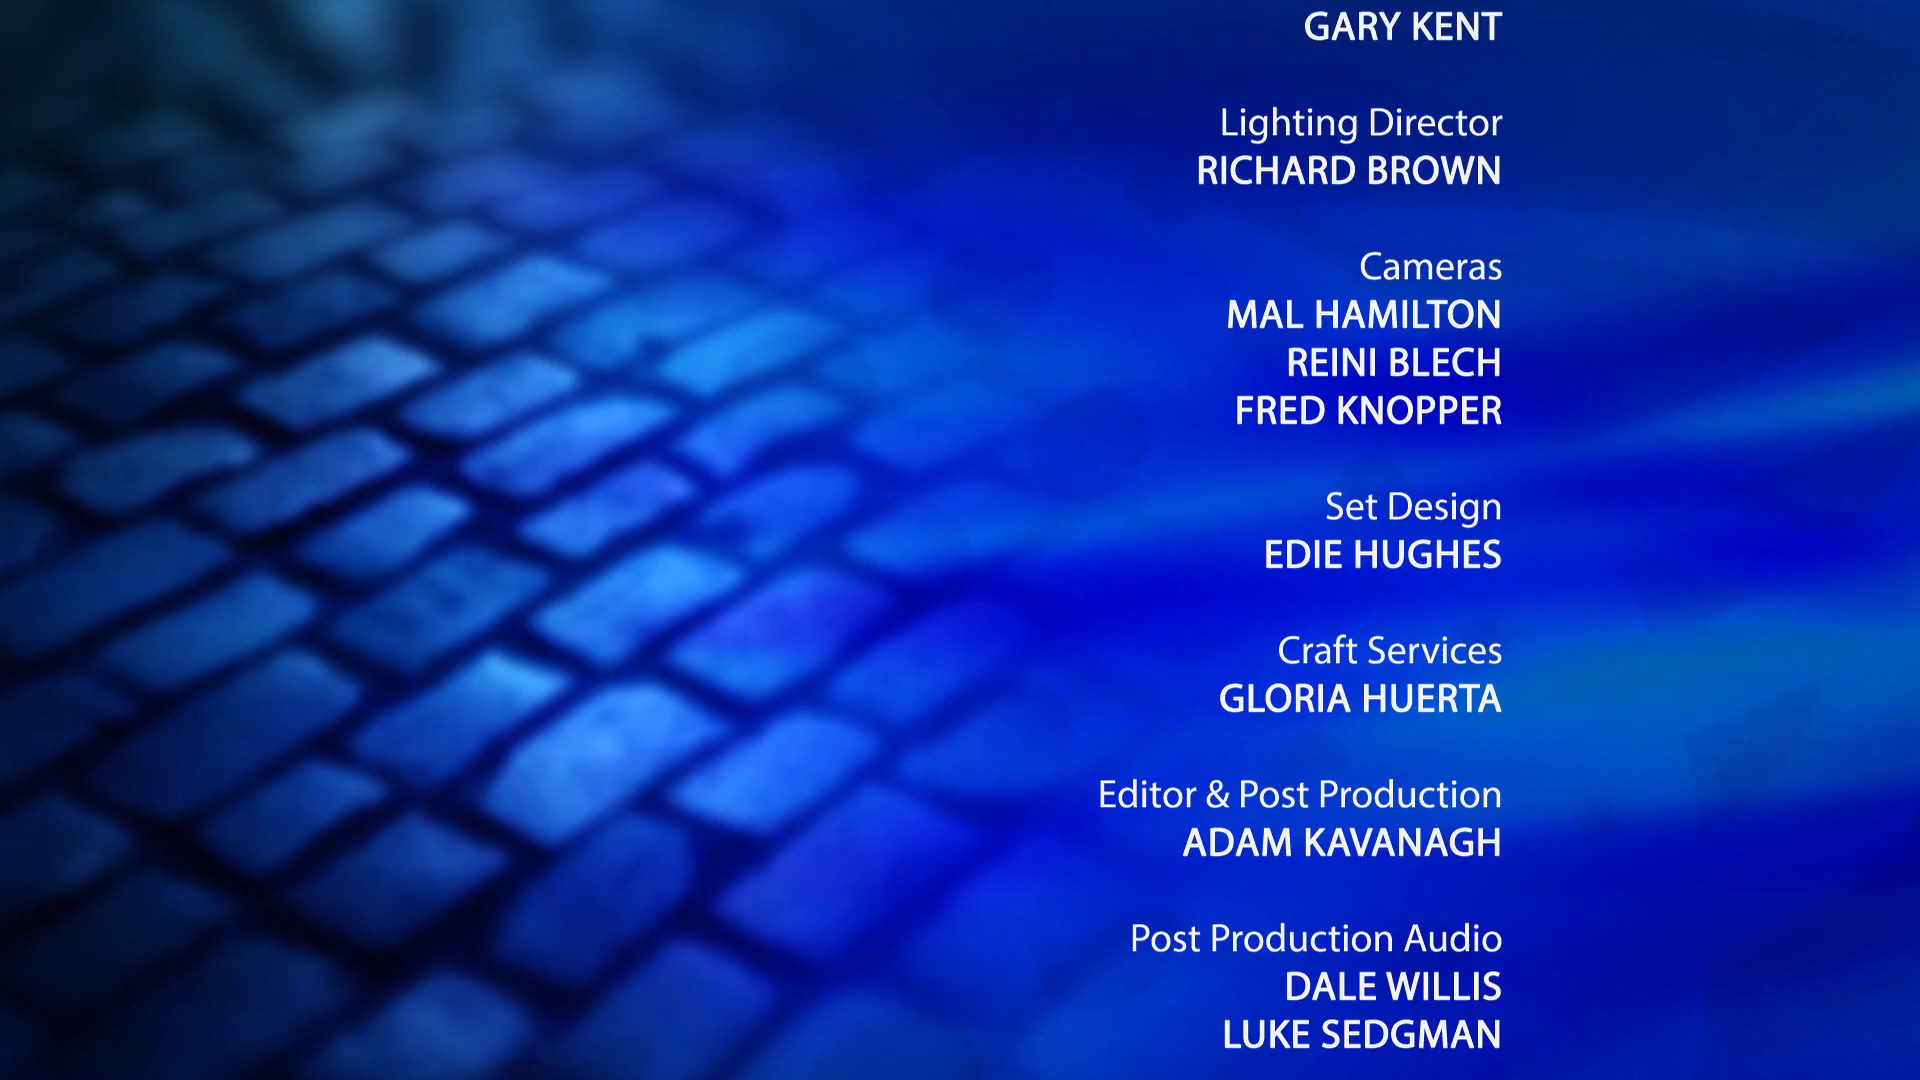 GARY KENT
Lighting Director
RICHARD BROWN
Cameras
MAL HAMILTON
REINI BLECH
FRED KNOPPER
Set Design
EDIE HUGHES
Craft Services
GLORIA HUERTA
Editor & Post Production
ADAM KAVANAGH
Post Production Audio
DALE WILLIS
LUKE SEDGMAN